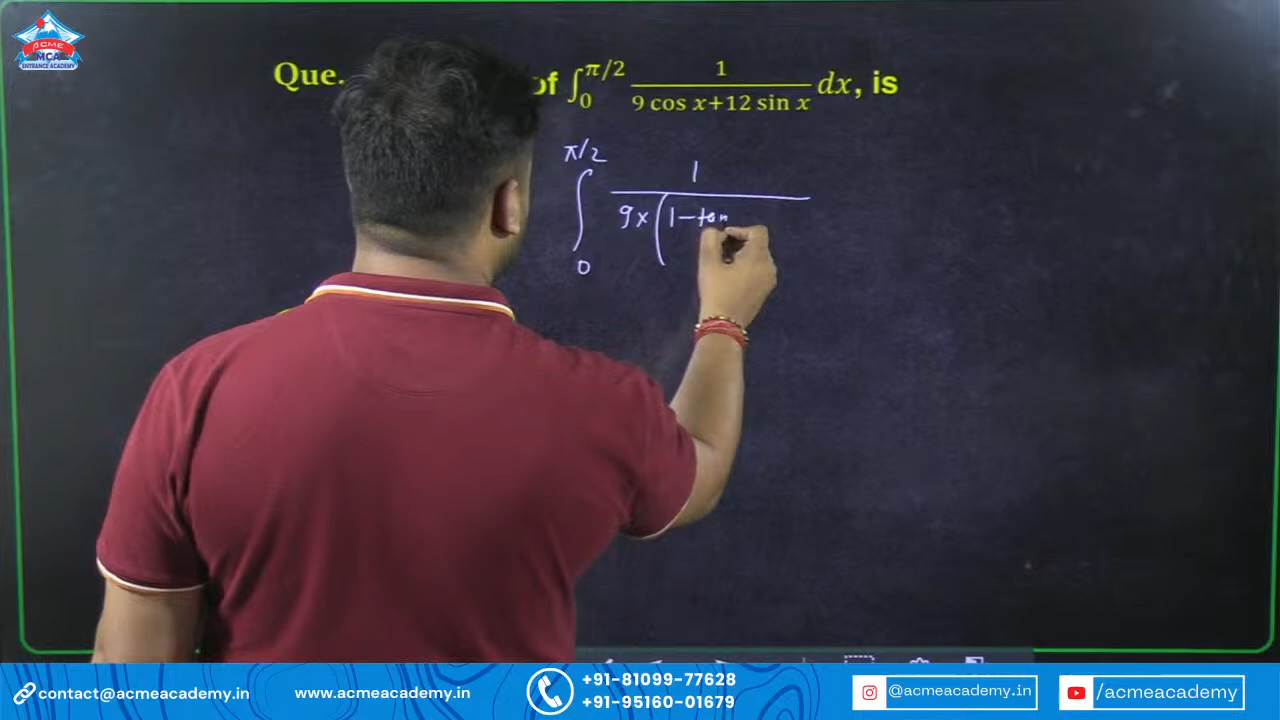 ACME
MCA
ENTRANCE ACADEMY
Que. of ∫₀^{π/2} 1/(9 cos x+12 sin x) dx, is
π/2
∫ 1
9x(1-tan
0
contact@acmeacademy.in www.acmeacademy.in +91-81099-77628
+91-95160-01679
@acmeacademy.in /acmeacademy